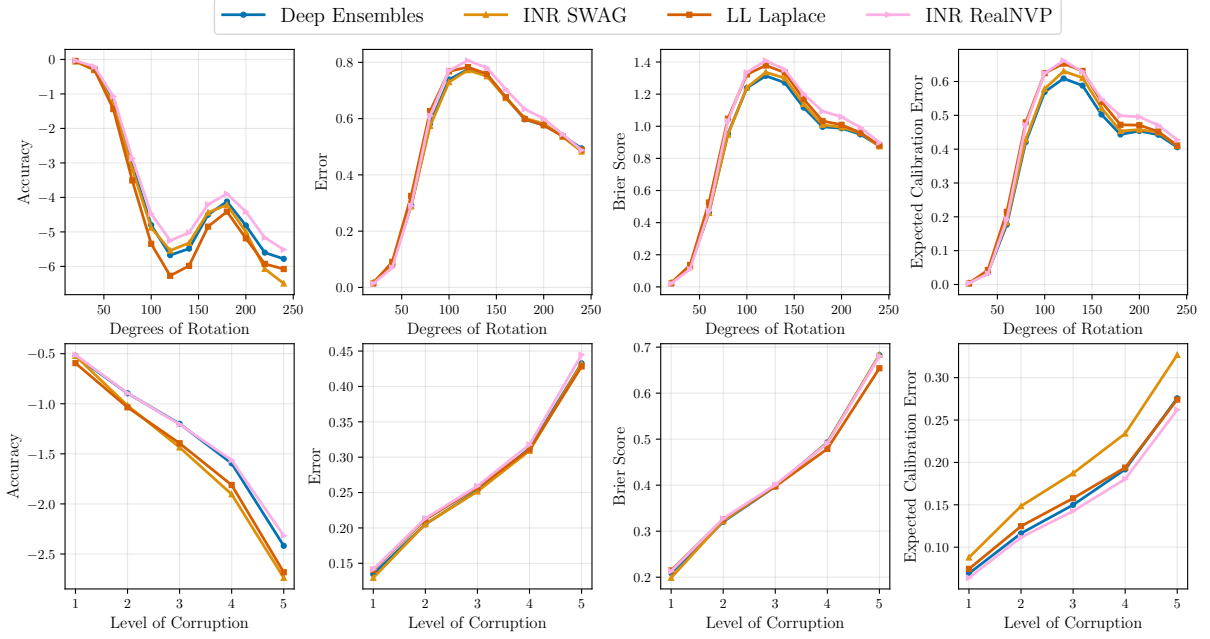 Deep Ensembles INR SWAG LL Laplace INR RealNVP
Accuracy
0
−1
−2
−3
−4
−5
−6
50 100 150 200 250
Degrees of Rotation
Error
0.8
0.6
0.4
0.2
0.0
50 100 150 200 250
Degrees of Rotation
Brier Score
1.4
1.2
1.0
0.8
0.6
0.4
0.2
0.0
50 100 150 200 250
Degrees of Rotation
Expected Calibration Error
0.6
0.5
0.4
0.3
0.2
0.1
0.0
50 100 150 200 250
Degrees of Rotation
Accuracy
−0.5
−1.0
−1.5
−2.0
−2.5
1 2 3 4 5
Level of Corruption
Error
0.45
0.40
0.35
0.30
0.25
0.20
0.15
1 2 3 4 5
Level of Corruption
Brier Score
0.7
0.6
0.5
0.4
0.3
0.2
1 2 3 4 5
Level of Corruption
Expected Calibration Error
0.30
0.25
0.20
0.15
0.10
1 2 3 4 5
Level of Corruption